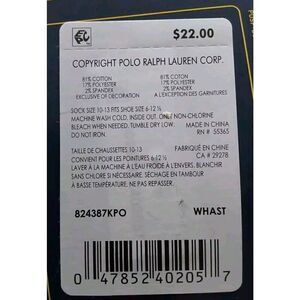 $22.00
COPYRIGHT POLO RALPH LAUREN CORP.
81% COTTON 81% COTON
17% POLYESTER 17% POLYESTER
2% SPANDEX 2% SPANDEX
EXCLUSIVE OF DECORATION A L'EXCEPTION DES GARNITURES
SOCK SIZE 10-13 FITS SHOE SIZE 6-12 ½
MACHINE WASH COLD, INSIDE OUT. ONLY NON-CHLORINE
BLEACH WHEN NEEDED. TUMBLE DRY LOW. MADE IN CHINA
DO NOT IRON. RN # 55365
TAILLE DE CHAUSSETTES 10-13 FABRIQUÉ EN CHINE
CONVIENT POUR LES POINTURES 6-12 ½ CA # 29278
LAVER À LA MACHINE À L'EAU FROIDE À L'ENVERS. BLANCHIR
SANS CHLORE SI NÉCESSAIRE. SÉCHAGE EN TAMBOUR
À BASSE TEMPÉRATURE. NE PAS REPASSER.
824387KPO WHAST
0 47852 40205 7